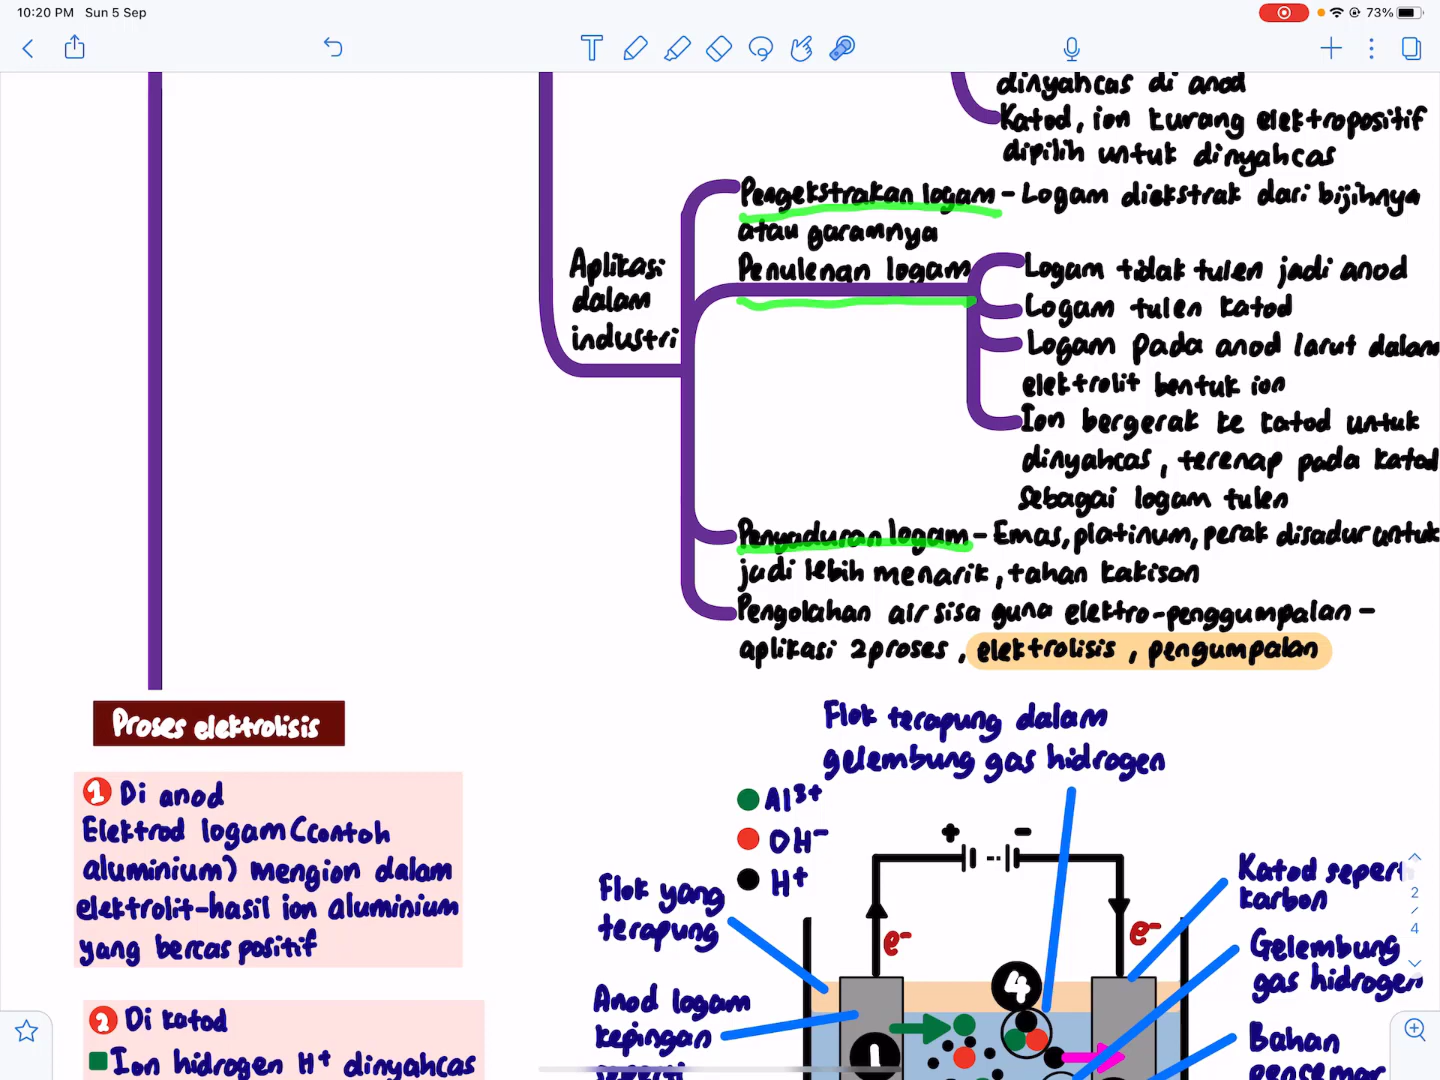 10:20 PM Sun 5 Sep
73%
dinyahcas di anod
Katod, ion kurang elektropositif
dipilih untuk dinyahcas
Pengekstrakan logam - Logam diekstrak dari bijihnya
atau garamnya
Aplikasi
dalam
industri
Penulenan logam
Logam tidak tulen jadi anod
Logam tulen katod
Logam pada anod larut dalam
elektrolit bentuk ion
Ion bergerak ke katod untuk
dinyahcas, terenap pada katod
sebagai logam tulen
Penyaduran logam - Emas, platinum, perak disadur untuk
jadi lebih menarik, tahan kakisan
Pengolahan air sisa guna elektro-penggumpalan -
aplikasi 2 proses, elektrolisis, pengumpalan
Proses elektrolisis
1 Di anod
Elektrod logam (contoh
aluminium) mengion dalam
elektrolit-hasil ion aluminium
yang bercas positif
2 Di katod
Ion hidrogen H+ dinyahcas
Flok terapung dalam
gelembung gas hidrogen
Al3+
OH-
H+
+ -
Flok yang
terapung
e-
e-
Katod seperti
karbon
Gelembung
gas hidrogen
Anod logam
kepingan
seperti
4
1
Bahan
pencemar
2
/
4